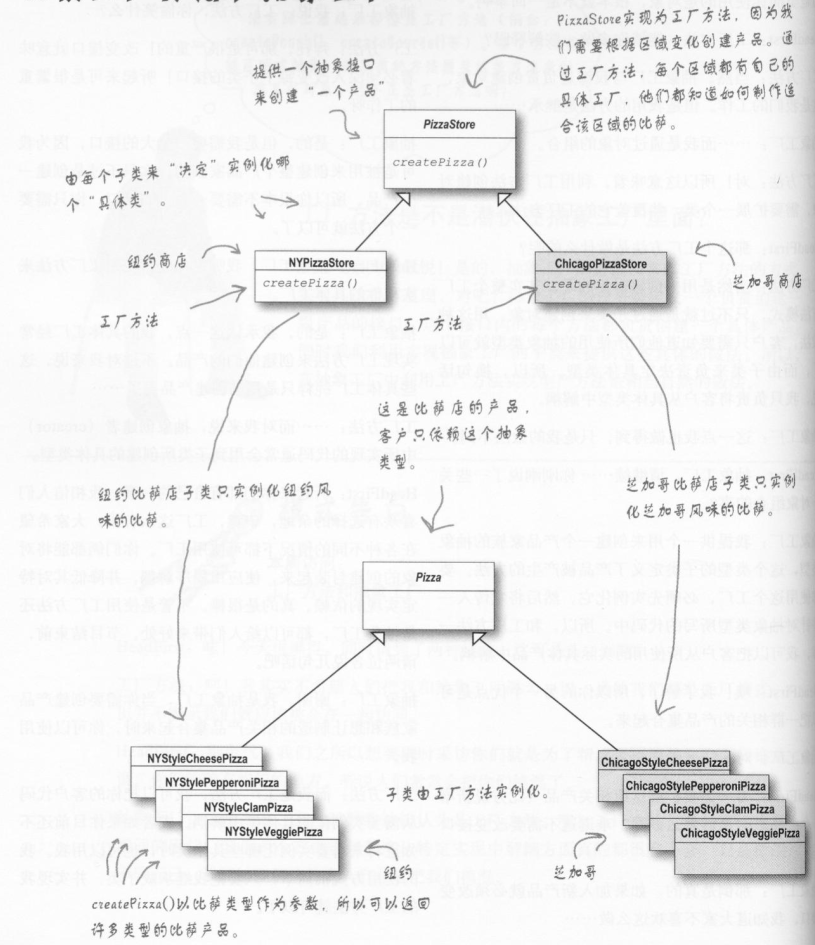 PizzaStore实现为工厂方法，因为我
们需要根据区域变化创建产品。通
过工厂方法，每个区域都有自己的
具体工厂，他们都知道如何制作适
合该区域的比萨。
提供一个抽象接口
来创建“一个产品”
PizzaStore
createPizza()
由每个子类来“决定”实例化哪
个“具体类”。
纽约商店
NYPizzaStore
createPizza()
ChicagoPizzaStore
createPizza()
芝加哥商店
工厂方法
工厂方法
这是比萨店的产品，
客户只依赖这个抽象
类型。
纽约比萨店子类只实例化纽约风
味的比萨。
芝加哥比萨店子类只实例
化芝加哥风味的比萨。
Pizza
NYStyleCheesePizza
NYStylePepperoniPizza
NYStyleClamPizza
NYStyleVeggiePizza
子类由工厂方法实例化。
ChicagoStyleCheesePizza
ChicagoStylePepperoniPizza
ChicagoStyleClamPizza
ChicagoStyleVeggiePizza
纽约
芝加哥
createPizza()以比萨类型作为参数，所以可以返回
许多类型的比萨产品。